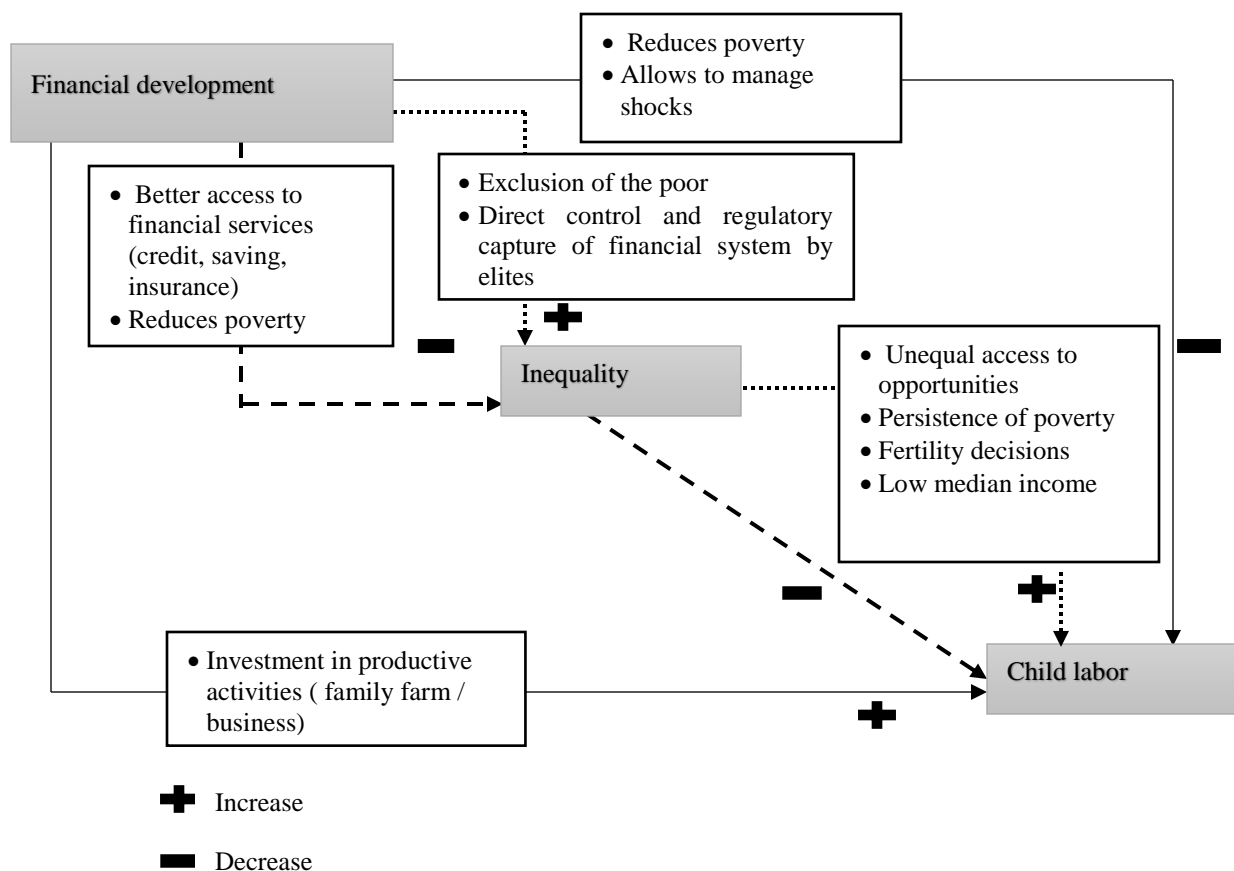 Financial development
• Reduces poverty
• Allows to manage
shocks
• Better access to
financial services
(credit, saving,
insurance)
• Reduces poverty
• Exclusion of the poor
• Direct control and regulatory
capture of financial system by
elites
Inequality
• Unequal access to
opportunities
• Persistence of poverty
• Fertility decisions
• Low median income
• Investment in productive
activities ( family farm /
business)
Child labor
Increase
Decrease